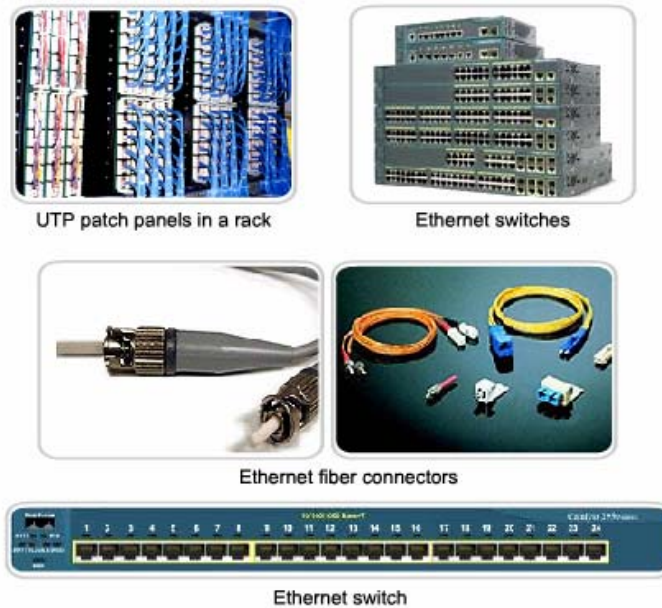 UTP patch panels in a rack
Ethernet switches
Ethernet fiber connectors
1 2 3 4 5 6 7 8 9 10 11 12 13 14 15 16 17 18 19 20 21 22 23 24
Ethernet switch